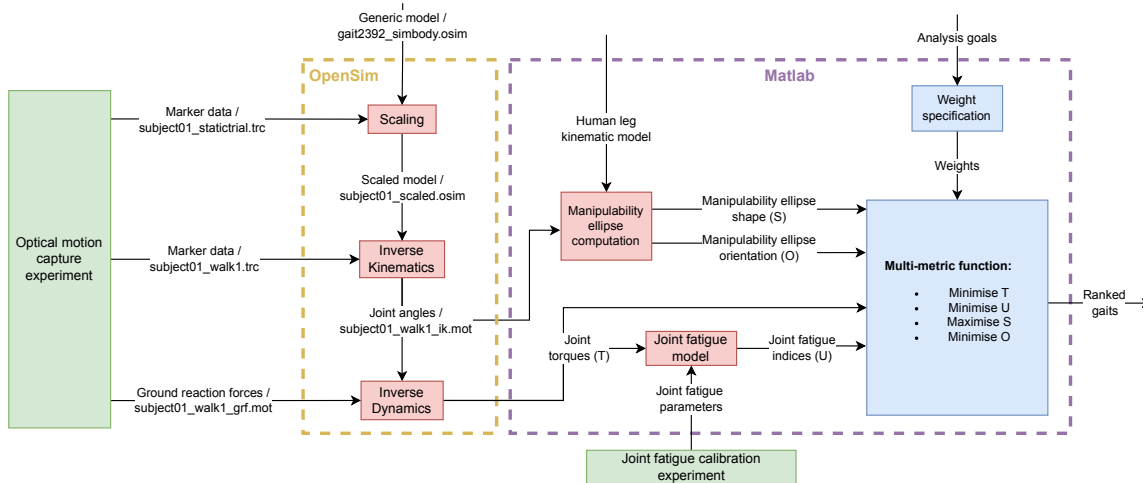 Generic model /
gait2392_simbody.osim
Analysis goals
OpenSim
Matlab
Marker data /
subject01_statictrial.trc
Scaling
Weight
specification
Human leg
kinematic model
Scaled model /
subject01_scaled.osim
Weights
Optical motion
capture
experiment
Marker data /
subject01_walk1.trc
Inverse
Kinematics
Manipulability
ellipse
computation
Manipulability ellipse
shape (S)
Manipulability ellipse
orientation (O)
Multi-metric function:
• Minimise T
• Minimise U
• Maximise S
• Minimise O
Ranked
gaits
Joint angles /
subject01_walk1_ik.mot
Joint
torques (T)
Joint fatigue
model
Joint fatigue
indices (U)
Ground reaction forces /
subject01_walk1_grf.mot
Inverse
Dynamics
Joint fatigue
parameters
Joint fatigue calibration
experiment